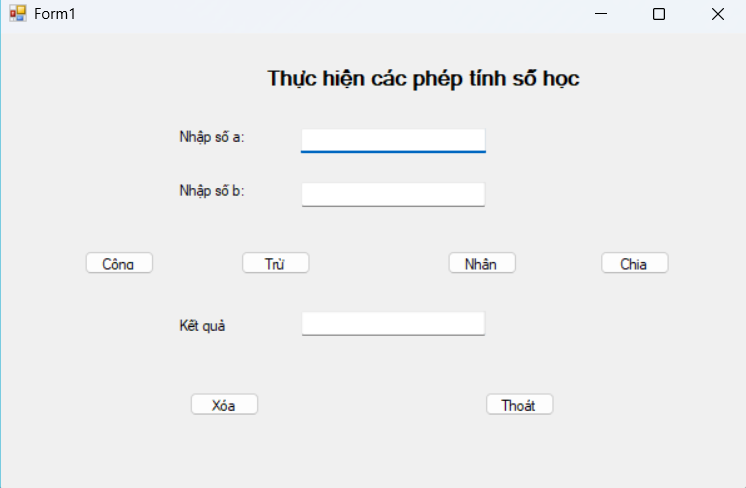 Form1
Thực hiện các phép tính số học
Nhập số a:
Nhập số b:
Công Trừ Nhân Chia
Kết quả
Xóa Thoát